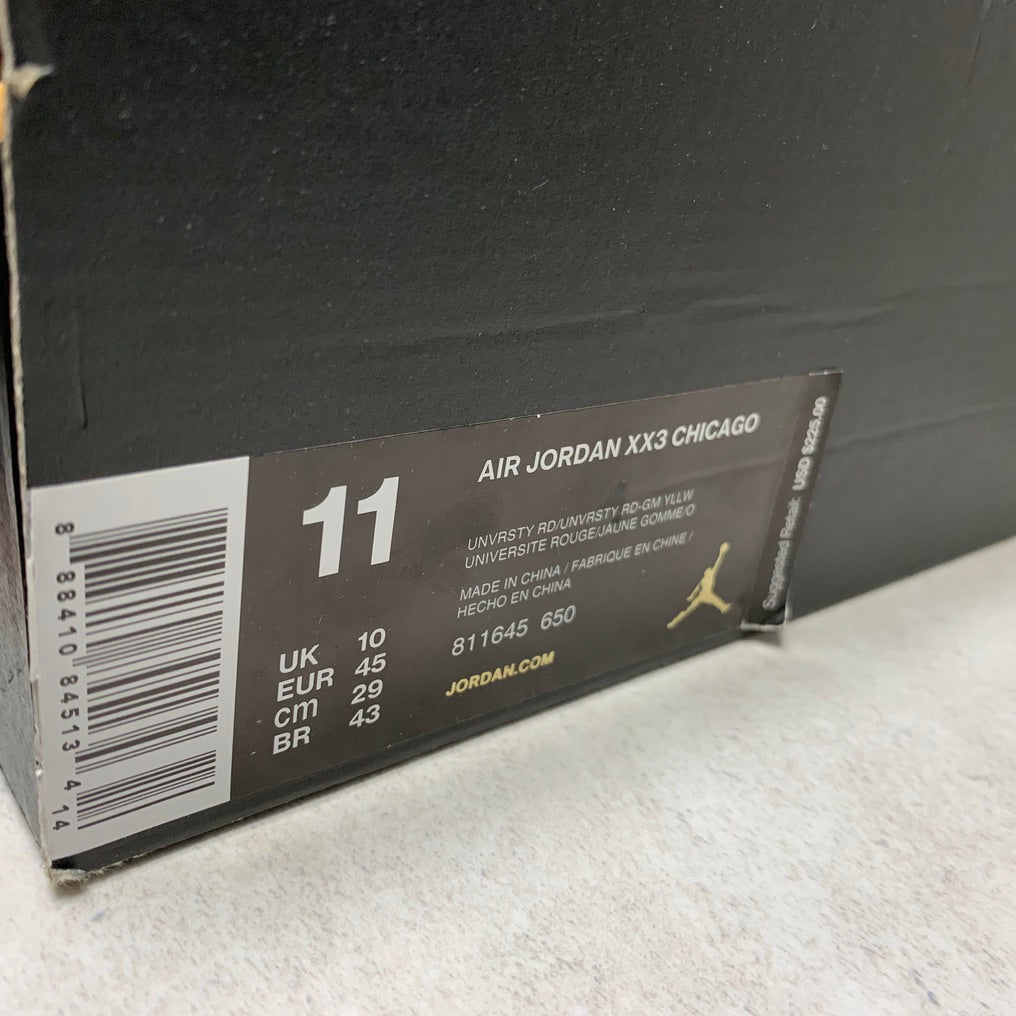 AIR JORDAN XX3 CHICAGO
11
UNVRSTY RD/UNVRSTY RD-GM YLLW
UNIVERSITE ROUGE/JAUNE GOMME/O
MADE IN CHINA / FABRIQUE EN CHINE /
HECHO EN CHINA
811645 650
JORDAN.COM
UK 10
EUR 45
cm 29
BR 43
8 88410 84513 4 14
Suggested Retail: USD $225.00